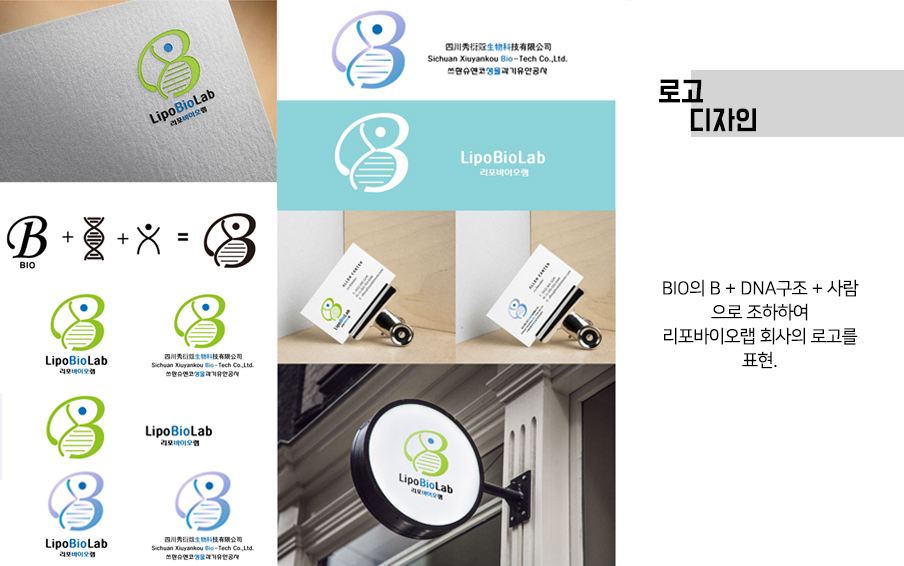 LipoBioLab
리포바이오랩
BIO
LipoBioLab
리포바이오랩
四川秀衍蔻生物科技有限公司
Sichuan Xiuyankou Bio-Tech Co.,Ltd.
쓰촨슈옌코생물과기유한공사
LipoBioLab
리포바이오랩
LipoBioLab
리포바이오랩
四川秀衍蔻生物科技有限公司
Sichuan Xiuyankou Bio-Tech Co.,Ltd.
쓰촨슈옌코생물과기유한공사
四川秀衍蔻生物科技有限公司
Sichuan Xiuyankou Bio-Tech Co.,Ltd.
쓰촨슈옌코생물과기유한공사
LipoBioLab
리포바이오랩
ALLEN CARTER
LipoBioLab
ALLEN CARTER
LipoBioLab
리포바이오랩
로고
디자인
BIO의 B + DNA구조 + 사람
으로 조하하여
리포바이오랩 회사의 로고를
표현.